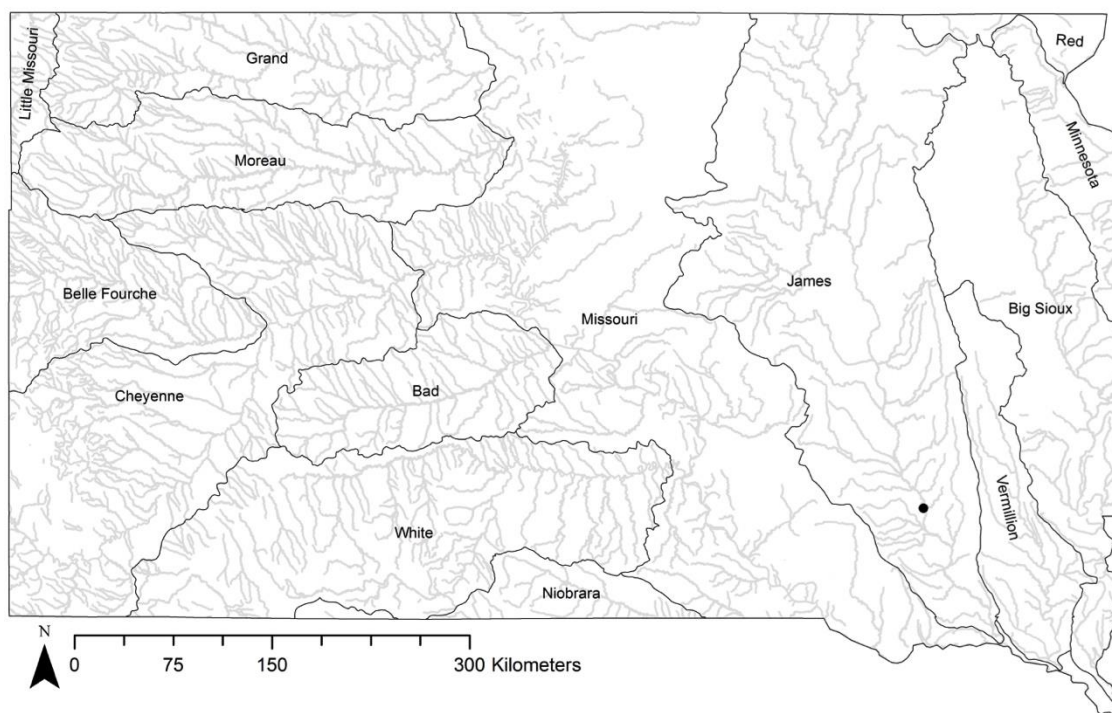 Red
Grand
Little Missouri
Minnesota
Moreau
James
Belle Fourche
Big Sioux
Missouri
Bad
Cheyenne
Vermillion
White
Niobrara
N
0 75 150 300 Kilometers